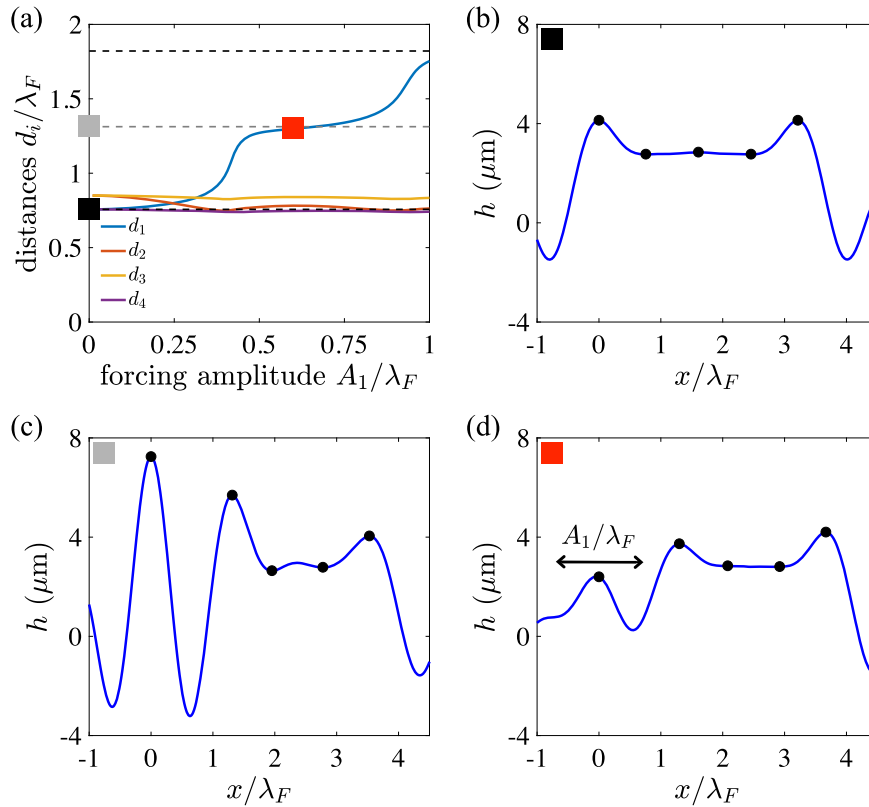 (a)
2
1.5
1
0.5
0
distances d_i/λ_F
d_1
d_2
d_3
d_4
0 0.25 0.5 0.75 1
forcing amplitude A_1/λ_F
(b)
8
4
0
-4
h (μm)
-1 0 1 2 3 4
x/λ_F
(c)
8
4
0
-4
h (μm)
-1 0 1 2 3 4
x/λ_F
(d)
8
4
0
-4
h (μm)
A_1/λ_F
-1 0 1 2 3 4
x/λ_F